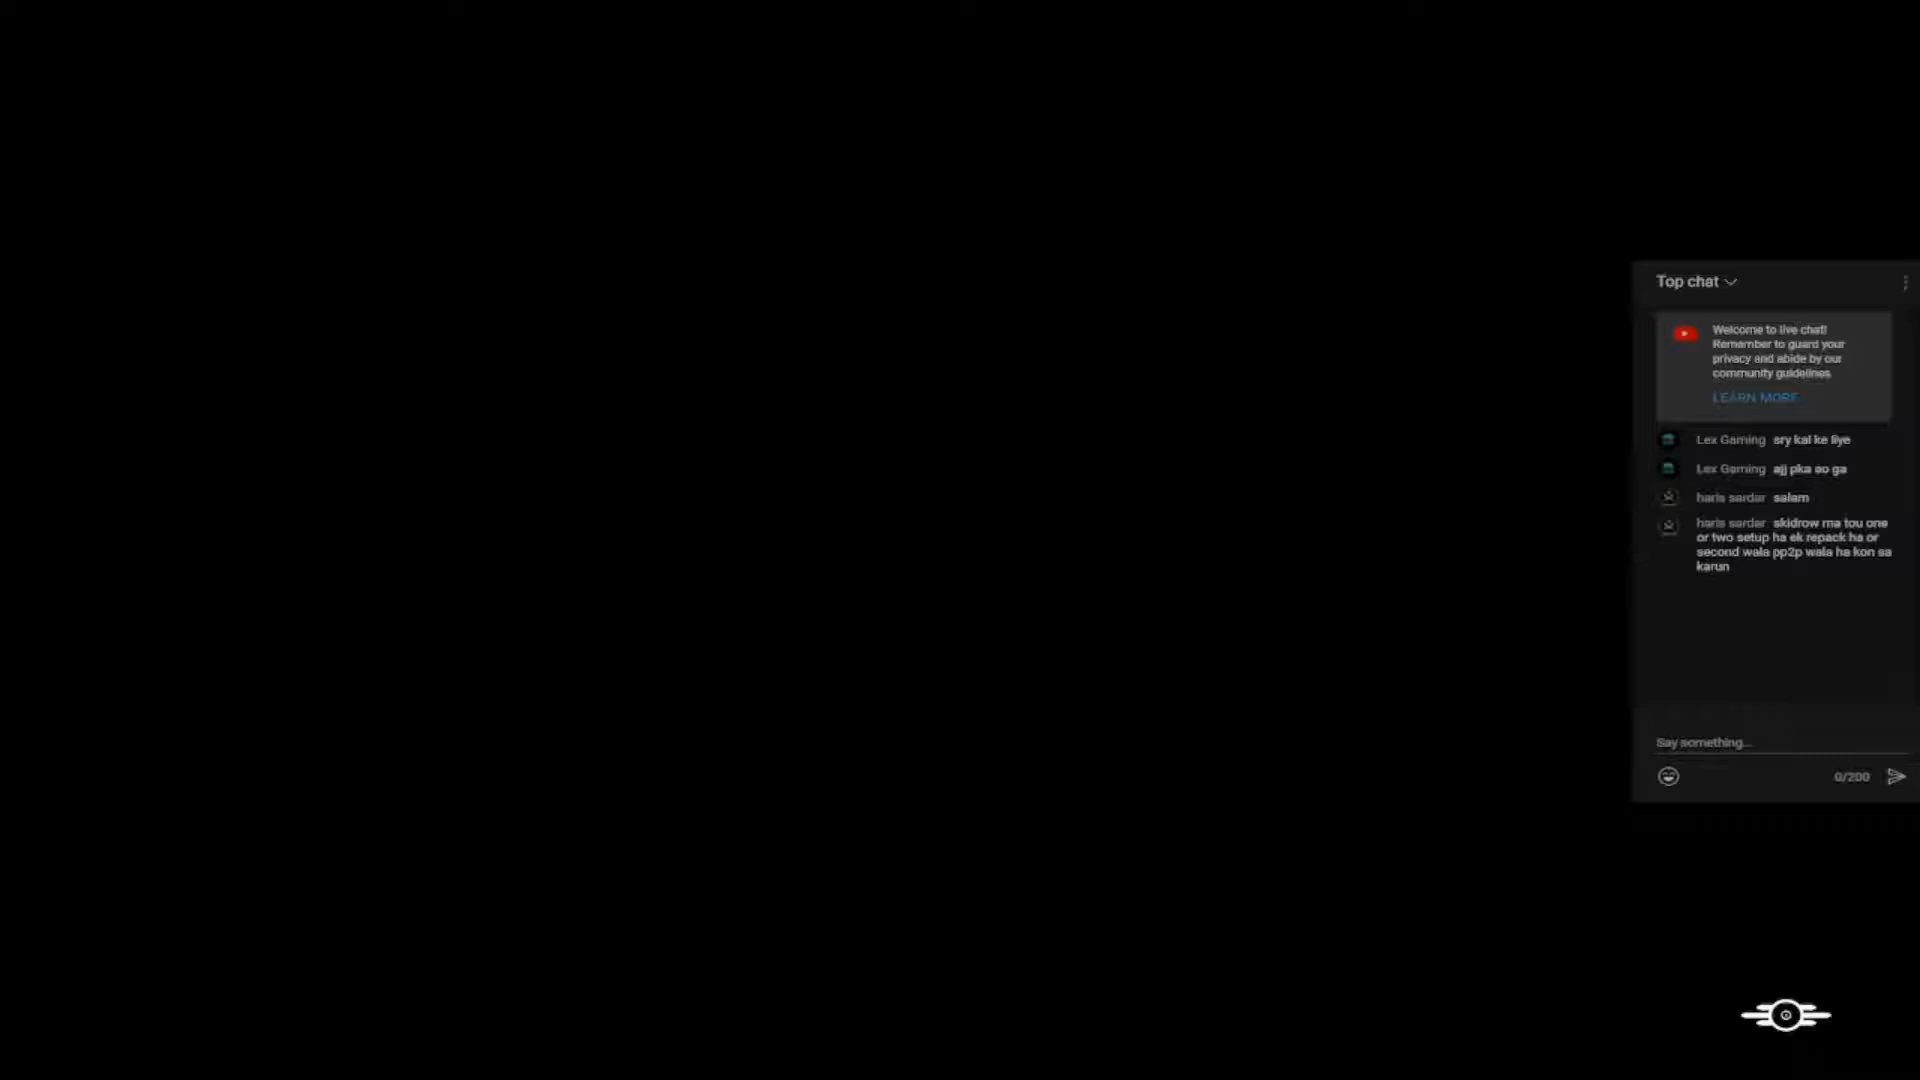 Top chat
Welcome to live chat!
Remember to guard your
privacy and abide by our
community guidelines.
LEARN MORE
Lex Gaming sry kal ke liye
Lex Gaming ajj pka ao ga
haris sardar salam
haris sardar skidrow ma tou one
or two setup ha ek repack ha or
second wala pp2p wala ha kon sa
karun
Say something...
0/200